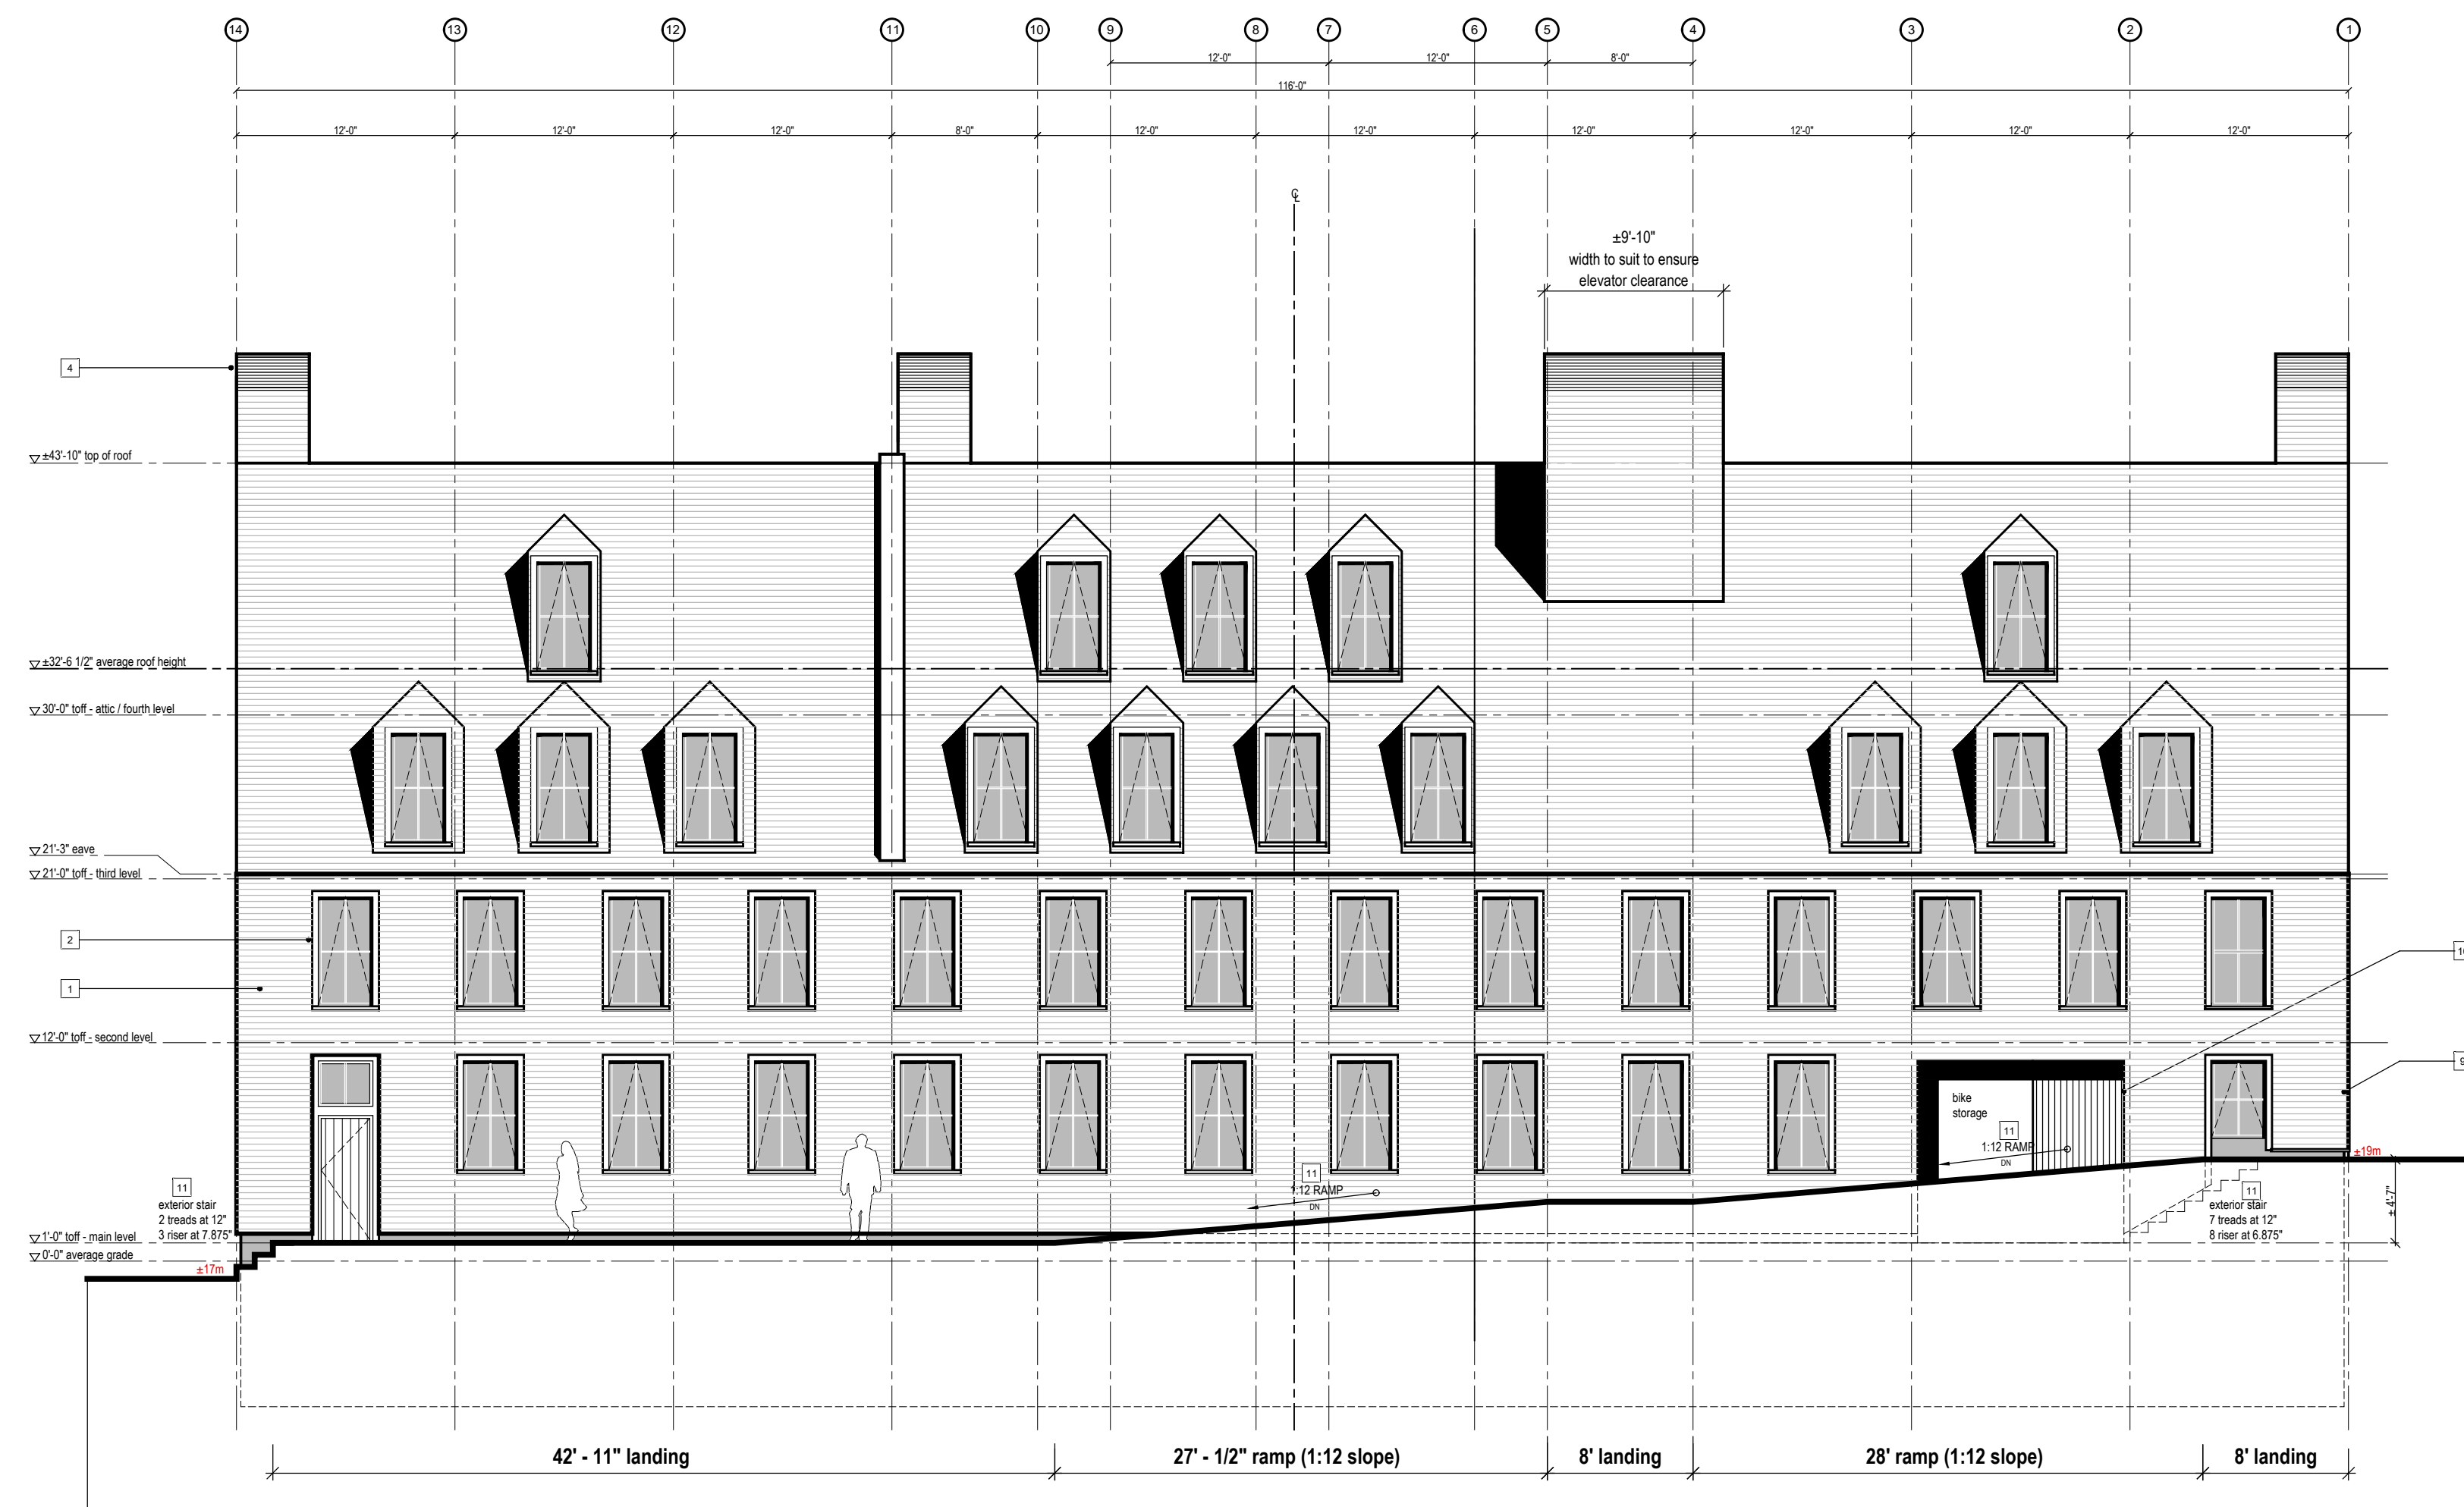 14 13 12 11 10 9 8 7 6 5 4 3 2 1
12'-0" 12'-0" 8'-0"
116'-0"
12'-0" 12'-0" 12'-0" 8'-0" 12'-0" 12'-0" 12'-0" 12'-0" 12'-0" 12'-0"
℄
±9'-10"
width to suit to ensure
elevator clearance
4
±43'-10" top of roof
±32'-6 1/2" average roof height
30'-0" toff - attic / fourth level
21'-3" eave
21'-0" toff - third level
2
1
12'-0" toff - second level
9
bike
storage
11
1:12 RAMP
DN
±19m
11
1:12 RAMP
DN
11
exterior stair
2 treads at 12"
3 riser at 7.875"
11
exterior stair
7 treads at 12"
8 riser at 6.875"
±4'-7"
1'-0" toff - main level
0'-0" average grade
±17m
42' - 11" landing
27' - 1/2" ramp (1:12 slope)
8' landing
28' ramp (1:12 slope)
8' landing